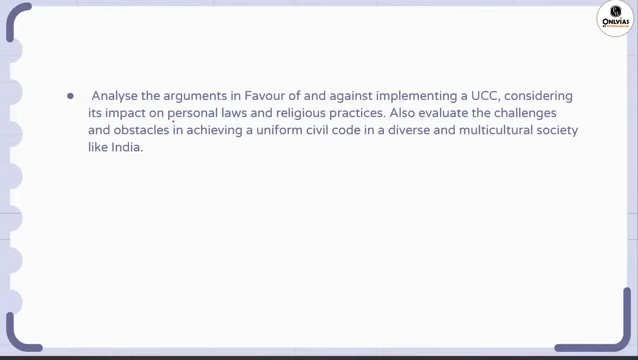 ONLYIAS
• Analyse the arguments in Favour of and against implementing a UCC, considering
its impact on personal laws and religious practices. Also evaluate the challenges
and obstacles in achieving a uniform civil code in a diverse and multicultural society
like India.